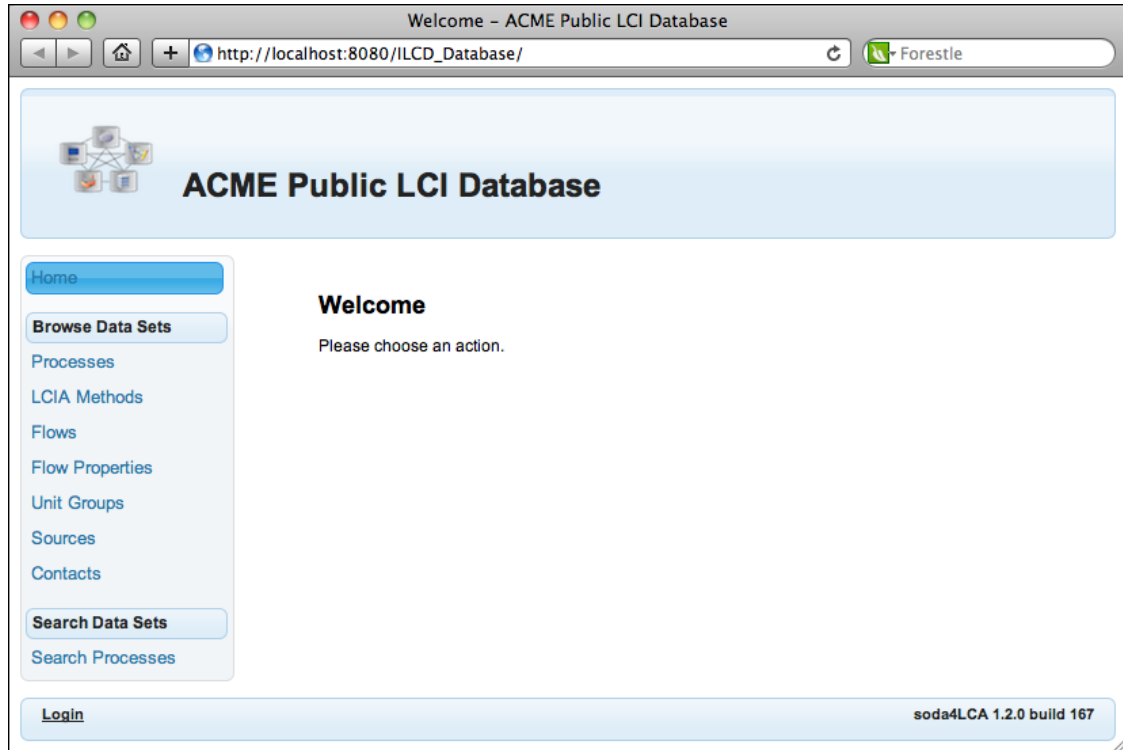 Welcome – ACME Public LCI Database
http://localhost:8080/ILCD_Database/
Forestle
ACME Public LCI Database
Home
Browse Data Sets
Processes
LCIA Methods
Flows
Flow Properties
Unit Groups
Sources
Contacts
Search Data Sets
Search Processes
Welcome
Please choose an action.
Login
soda4LCA 1.2.0 build 167